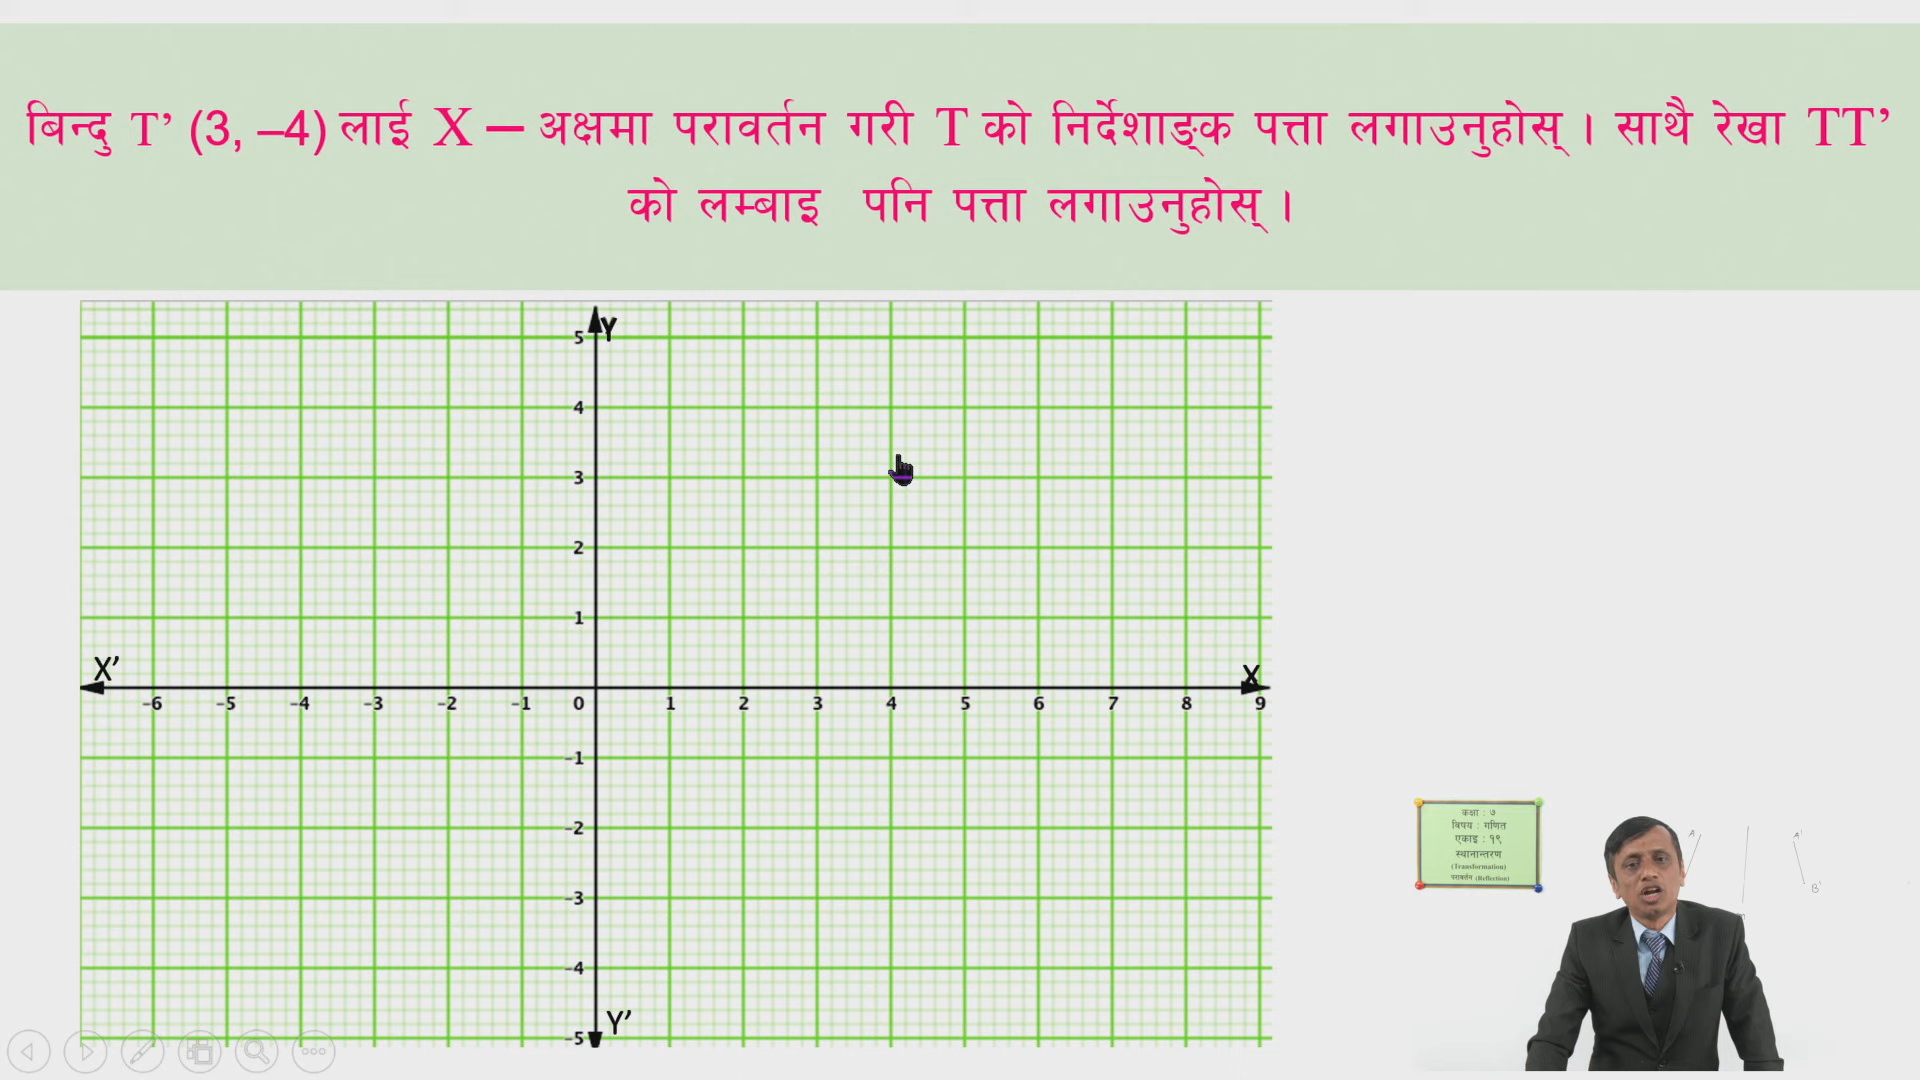 बिन्दु T’ (3, –4) लाई X – अक्षमा परावर्तन गरी T को निर्देशाङ्क पत्ता लगाउनुहोस् । साथै रेखा TT’
को लम्बाइ पनि पत्ता लगाउनुहोस् ।
Y
5
4
3
2
1
X’
X
-6 -5 -4 -3 -2 -1 0 1 2 3 4 5 6 7 8 9
-1
-2
-3
-4
Y’
-5
कक्षा : ७
विषय : गणित
एकाइ : १९
स्थानान्तरण
(Transformation)
परावर्तन (Reflection)
A
A'
B'
m